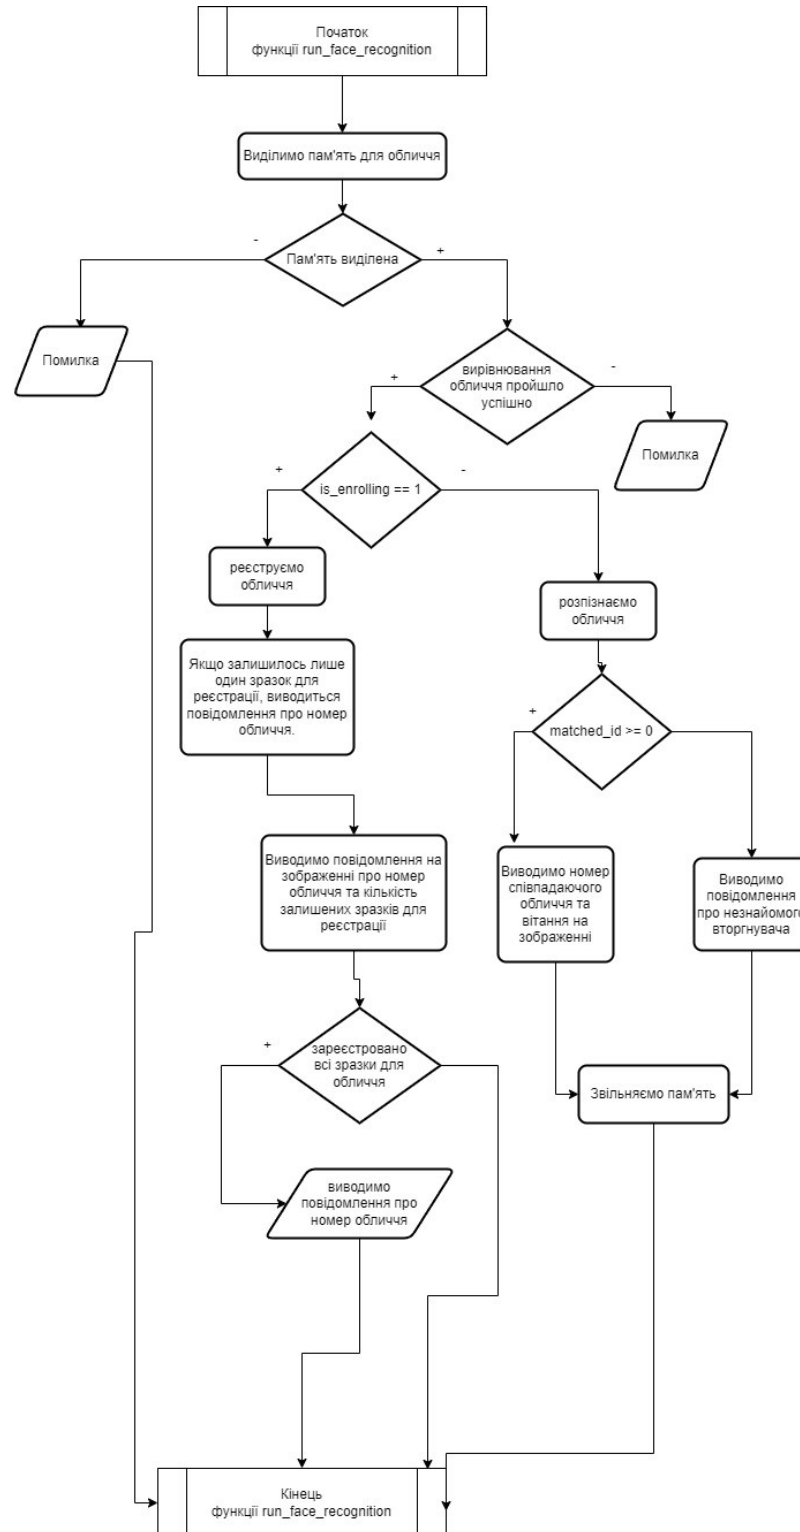 Початок
функції run_face_recognition
Виділимо пам'ять для обличчя
-
+
Пам'ять виділена
Помилка
вирівнювання
обличчя пройшло
успішно
+
-
Помилка
is_enrolling == 1
+
-
реєструємо
обличчя
розпізнаємо
обличчя
Якщо залишилось лише
один зразок для
реєстрації, виводиться
повідомлення про номер
обличчя.
+
matched_id >= 0
Виводимо повідомлення на
зображенні про номер
обличчя та кількість
залишених зразків для
реєстрації
Виводимо номер
співпадаючого
обличчя та
вітання на
зображенні
Виводимо
повідомлення
про незнайомого
вторгнувача
+
зареєстровано
всі зразки для
обличчя
Звільняємо пам'ять
виводимо
повідомлення про
номер обличчя
Кінець
функції run_face_recognition